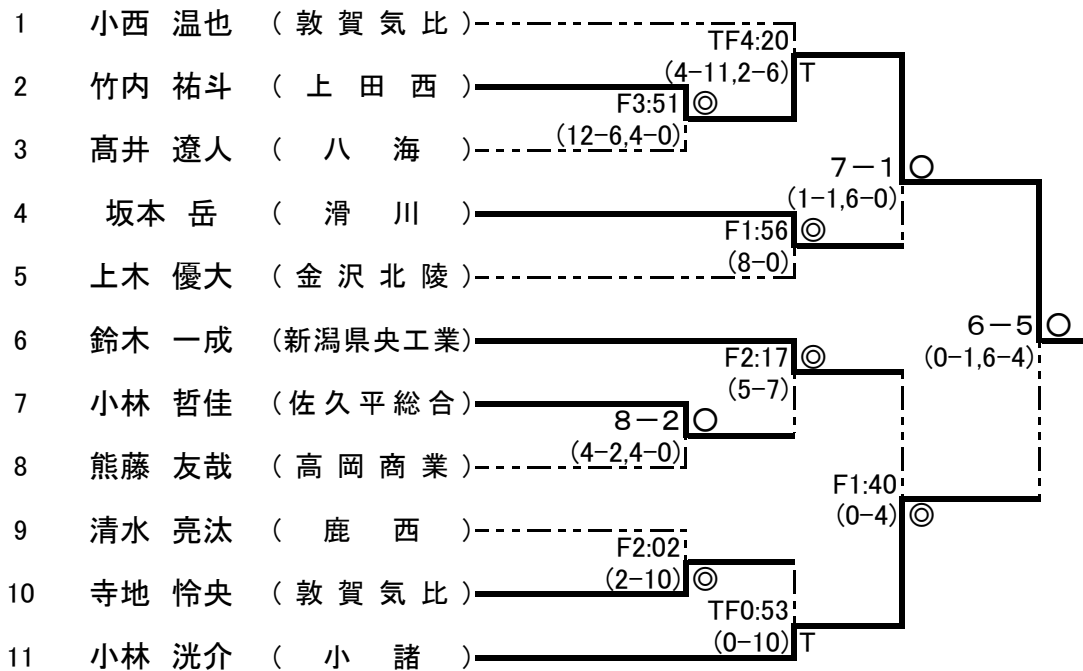 1 小西 温也 (敦賀気比)
TF4:20
(4-11,2-6) T
2 竹内 祐斗 (上田西)
F3:51 ◎
(12-6,4-0)
3 髙井 遼人 (八海)
7-1 ○
(1-1,6-0)
4 坂本 岳 (滑川)
F1:56 ◎
(8-0)
5 上木 優大 (金沢北陵)
6-5 ○
(0-1,6-4)
6 鈴木 一成 (新潟県央工業)
F2:17 ◎
(5-7)
7 小林 哲佳 (佐久平総合)
8-2 ○
(4-2,4-0)
8 熊藤 友哉 (高岡商業)
F1:40
(0-4) ◎
9 清水 亮汰 (鹿西)
F2:02
(2-10) ◎
10 寺地 怜央 (敦賀気比)
TF0:53
(0-10) T
11 小林 洸介 (小諸)